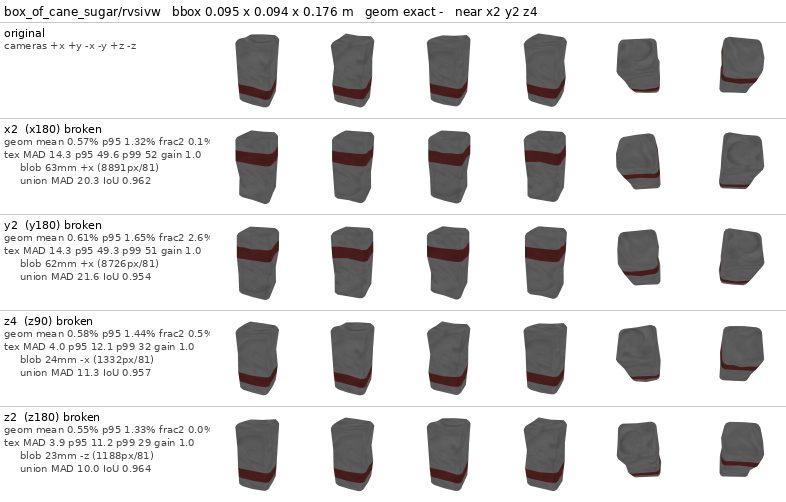 box_of_cane_sugar/rvsivw   bbox 0.095 x 0.094 x 0.176 m   geom exact -   near x2 y2 z4
original
cameras +x +y -x -y +z -z
x2  (x180) broken
geom mean 0.57% p95 1.32% frac2 0.1%
tex MAD 14.3 p95 49.6 p99 52 gain 1.0
blob 63mm +x (8891px/81)
union MAD 20.3 IoU 0.962
y2  (y180) broken
geom mean 0.61% p95 1.65% frac2 2.6%
tex MAD 14.3 p95 49.3 p99 51 gain 1.0
blob 62mm +x (8726px/81)
union MAD 21.6 IoU 0.954
z4  (z90) broken
geom mean 0.58% p95 1.44% frac2 0.5%
tex MAD 4.0 p95 12.1 p99 32 gain 1.0
blob 24mm -x (1332px/81)
union MAD 11.3 IoU 0.957
z2  (z180) broken
geom mean 0.55% p95 1.33% frac2 0.0%
tex MAD 3.9 p95 11.2 p99 29 gain 1.0
blob 23mm -z (1188px/81)
union MAD 10.0 IoU 0.964